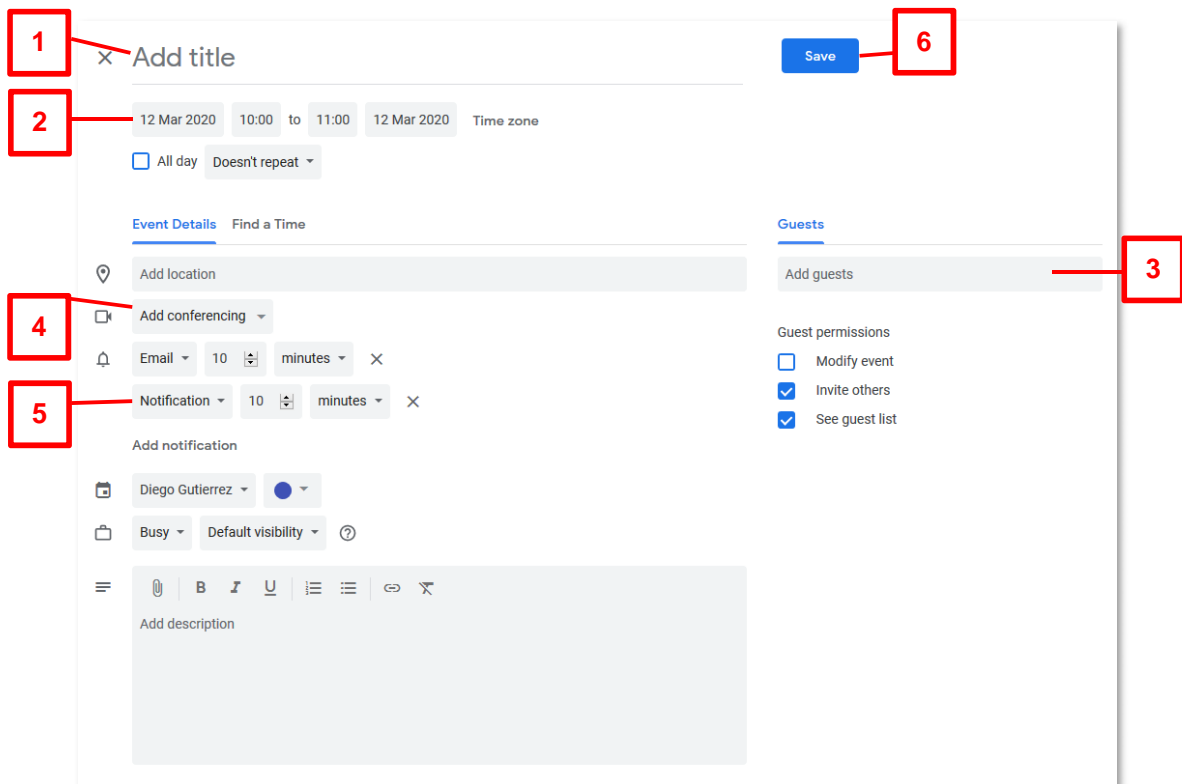 1
Add title
Save
6
2
12 Mar 2020 10:00 to 11:00 12 Mar 2020 Time zone
All day Doesn't repeat
Event Details Find a Time
Guests
Add location
Add guests
3
4
Add conferencing
Guest permissions
Email 10 minutes
Modify event
5
Notification 10 minutes
Invite others
See guest list
Add notification
Diego Gutierrez
Busy Default visibility
B I U
Add description